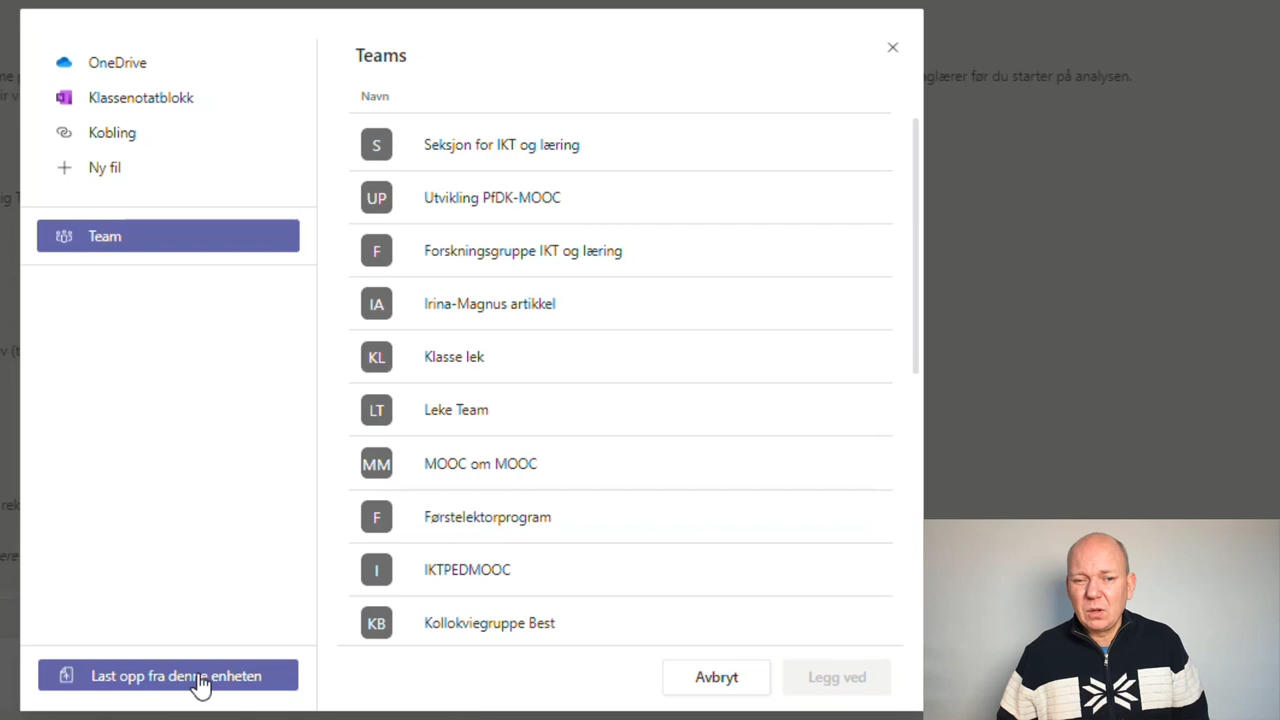 OneDrive
Klassenotatblokk
Kobling
Ny fil
Team
Last opp fra denne enheten
Teams
Navn
S Seksjon for IKT og læring
UP Utvikling PfDK-MOOC
F Forskningsgruppe IKT og læring
IA Irina-Magnus artikkel
KL Klasse lek
LT Leke Team
MM MOOC om MOOC
F Førstelektorprogram
I IKTPEDMOOC
KB Kollokviegruppe Best
Avbryt
Legg ved
før du starter på analysen.